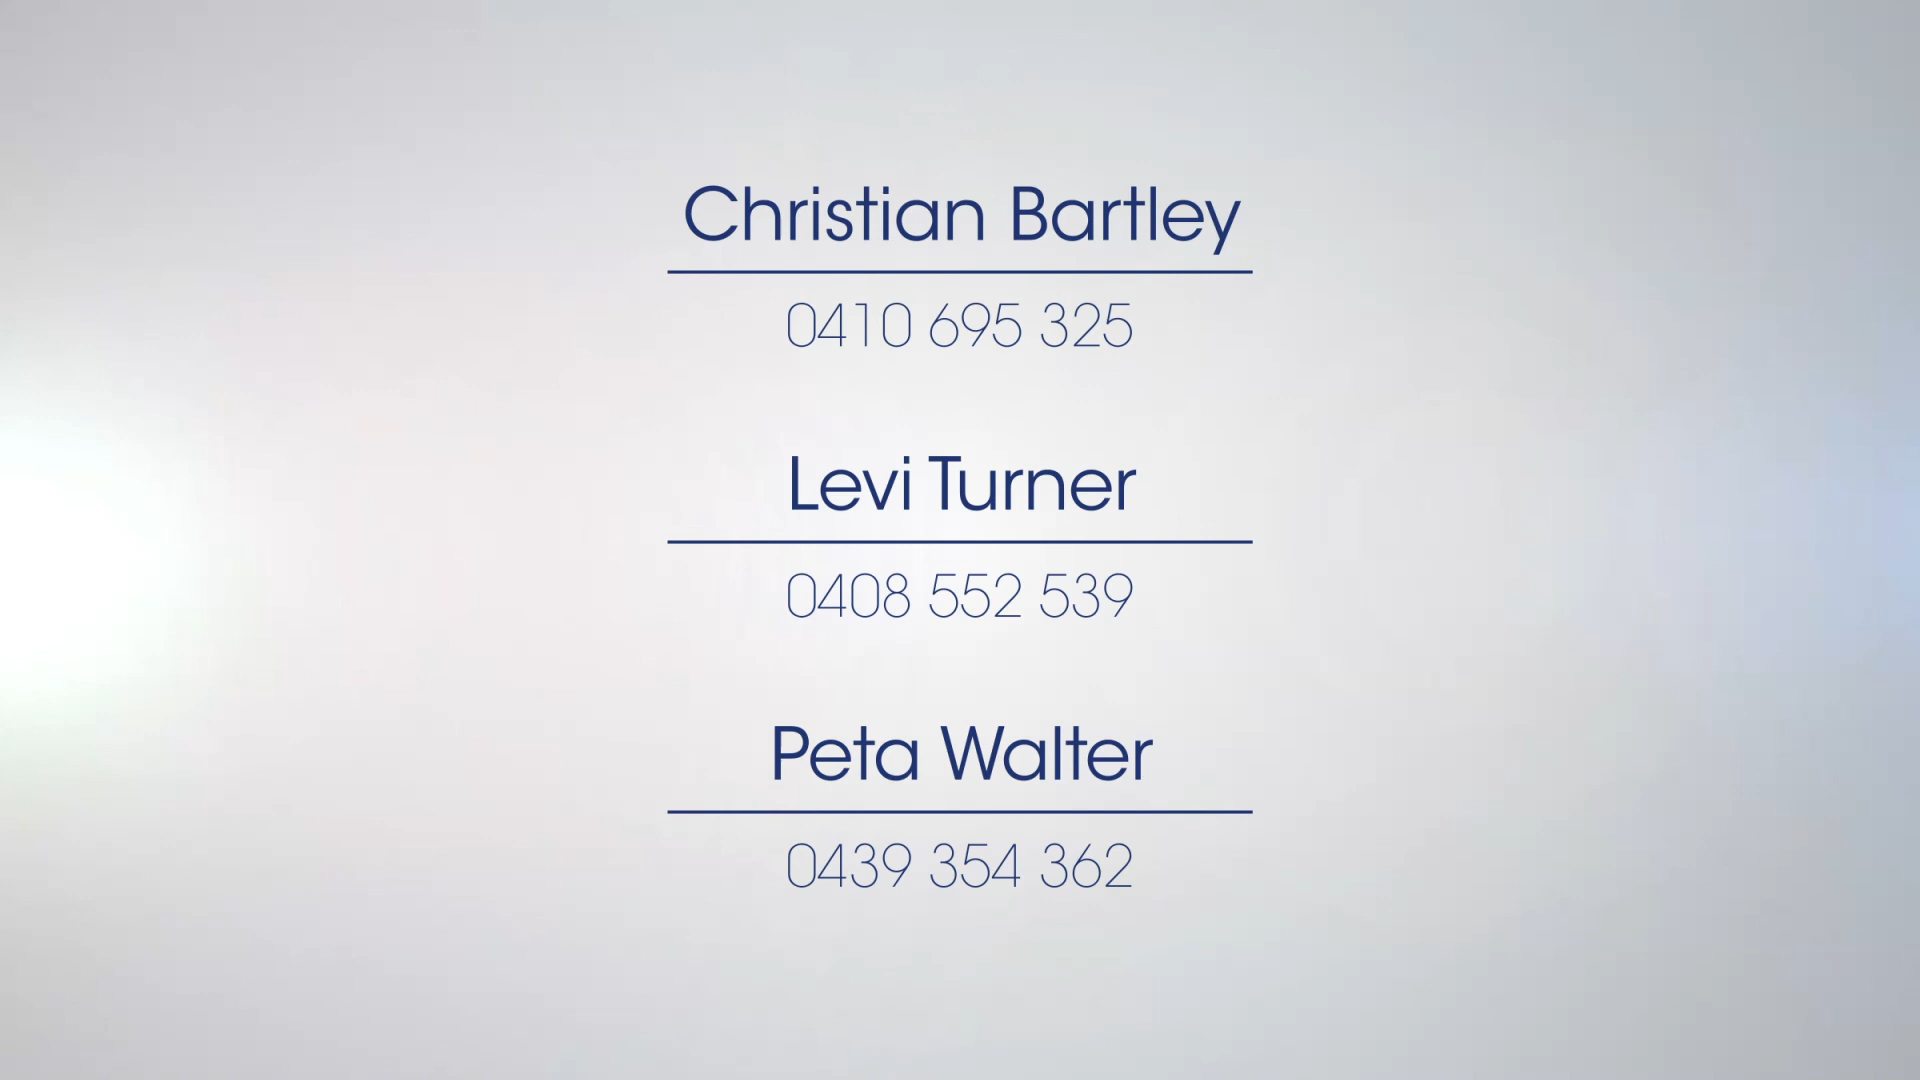 Christian Bartley
0410 695 325
Levi Turner
0408 552 539
Peta Walter
0439 354 362